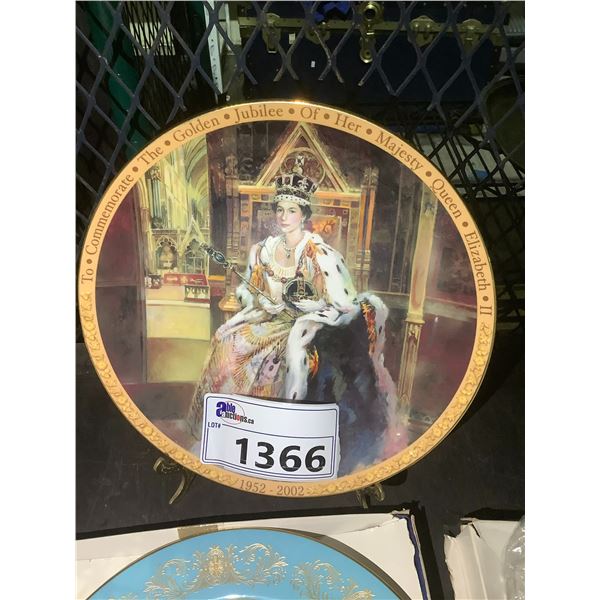 To • Commemorate • The • Golden • Jubilee • Of • Her • Majesty • Queen • Elizabeth • II
able
auctions.ca
LOT#
1366
1952 - 2002